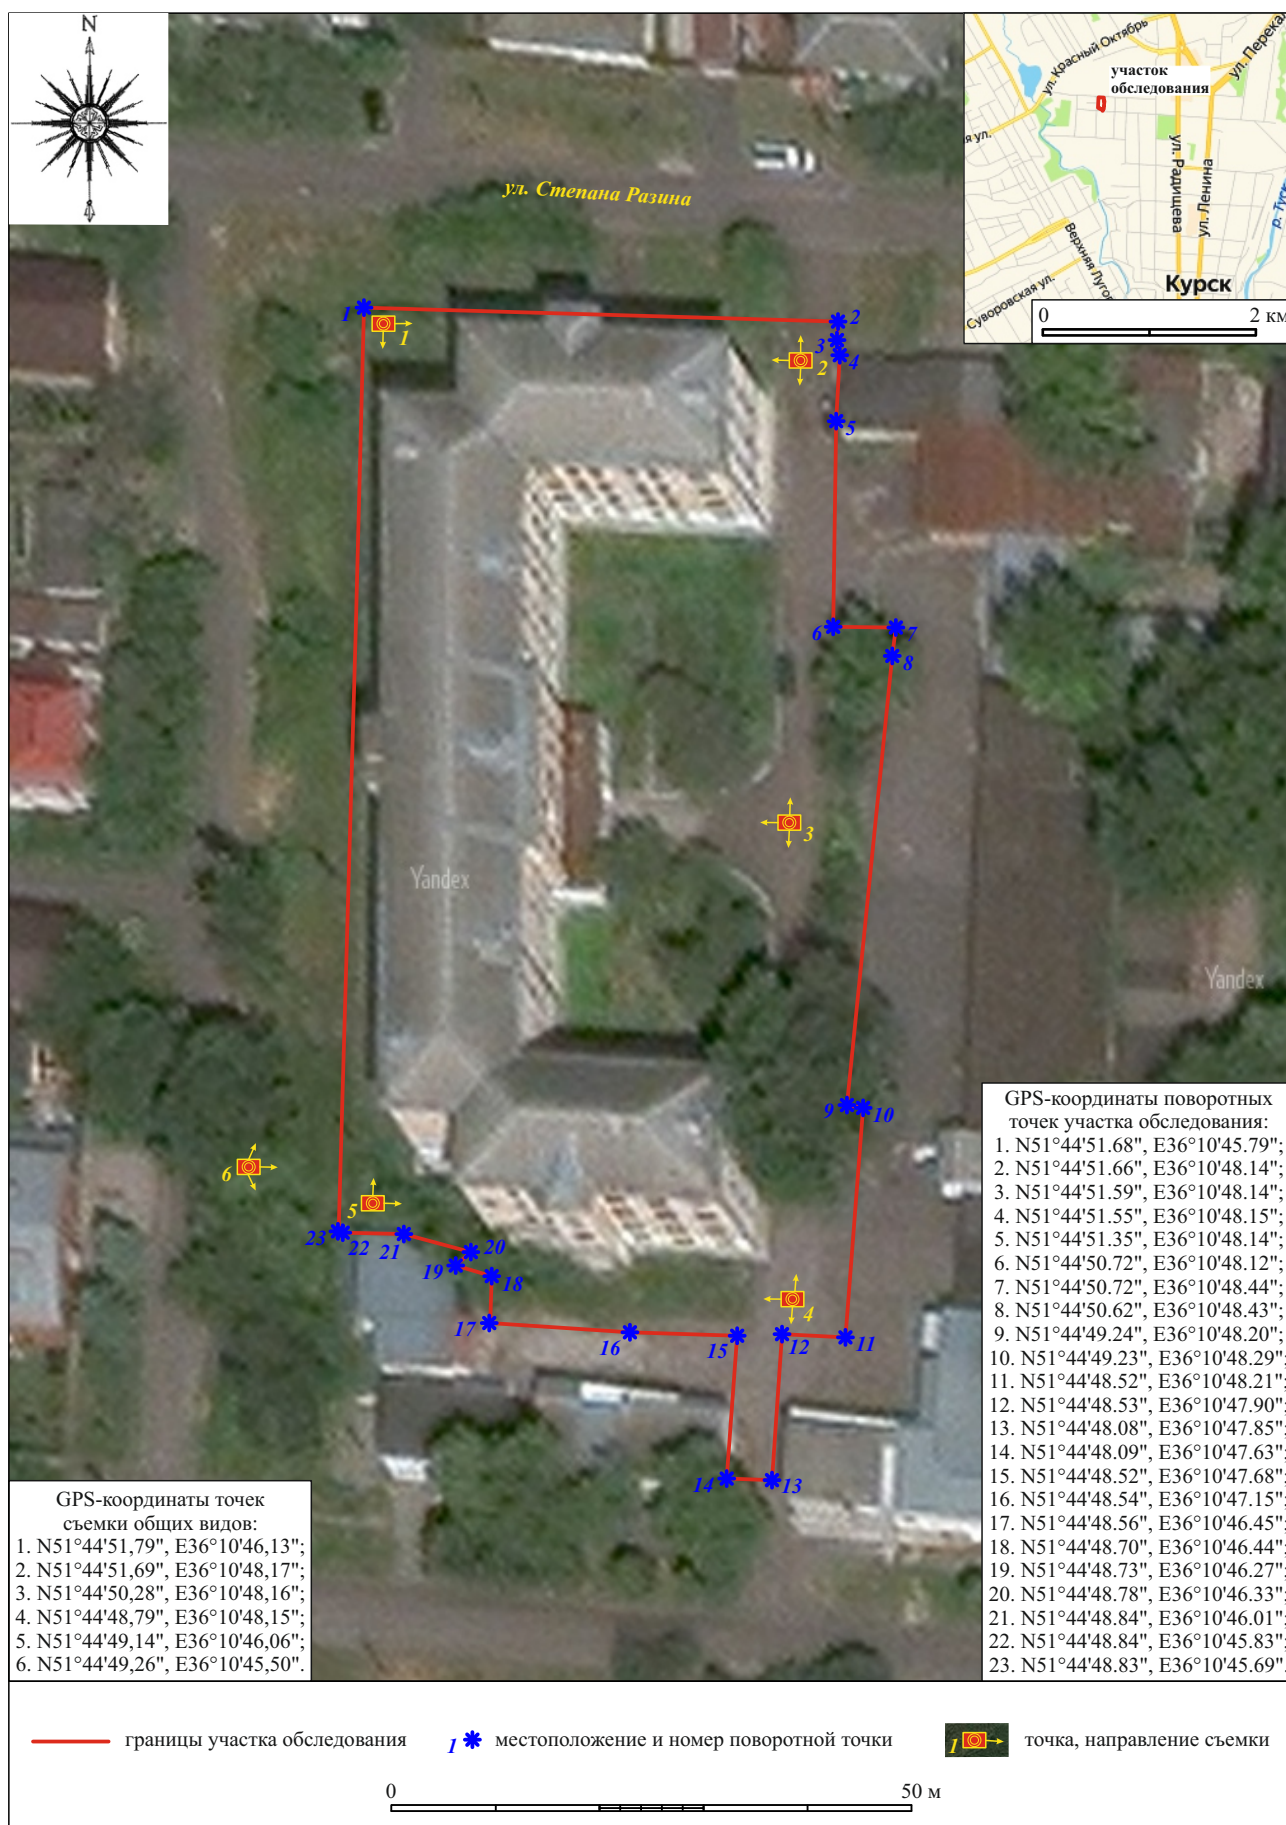 N
ул. Степана Разина
ул. Красный Октябрь
ул. Перекал
участок
обследования
я ул.
ул. Радищева
ул. Ленина
р. Туск
Верхняя Лугов
Суворовская ул.
Курск
0 2 км
1
1
2
3
4
2
5
6
7
8
3
Yandex
Yandex
9
10
6
5
23
22
21
20
19
18
4
17
16
15
12
11
14
13
GPS-координаты поворотных
точек участка обследования:
1. N51°44'51.68", E36°10'45.79";
2. N51°44'51.66", E36°10'48.14";
3. N51°44'51.59", E36°10'48.14";
4. N51°44'51.55", E36°10'48.15";
5. N51°44'51.35", E36°10'48.14";
6. N51°44'50.72", E36°10'48.12";
7. N51°44'50.72", E36°10'48.44";
8. N51°44'50.62", E36°10'48.43";
9. N51°44'49.24", E36°10'48.20";
10. N51°44'49.23", E36°10'48.29";
11. N51°44'48.52", E36°10'48.21";
12. N51°44'48.53", E36°10'47.90";
13. N51°44'48.08", E36°10'47.85";
14. N51°44'48.09", E36°10'47.63";
15. N51°44'48.52", E36°10'47.68";
16. N51°44'48.54", E36°10'47.15";
17. N51°44'48.56", E36°10'46.45";
18. N51°44'48.70", E36°10'46.44";
19. N51°44'48.73", E36°10'46.27";
20. N51°44'48.78", E36°10'46.33";
21. N51°44'48.84", E36°10'46.01";
22. N51°44'48.84", E36°10'45.83";
23. N51°44'48.83", E36°10'45.69".
GPS-координаты точек
съемки общих видов:
1. N51°44'51,79", E36°10'46,13";
2. N51°44'51,69", E36°10'48,17";
3. N51°44'50,28", E36°10'48,16";
4. N51°44'48,79", E36°10'48,15";
5. N51°44'49,14", E36°10'46,06";
6. N51°44'49,26", E36°10'45,50".
границы участка обследования
1 местоположение и номер поворотной точки
1 точка, направление съемки
0 50 м